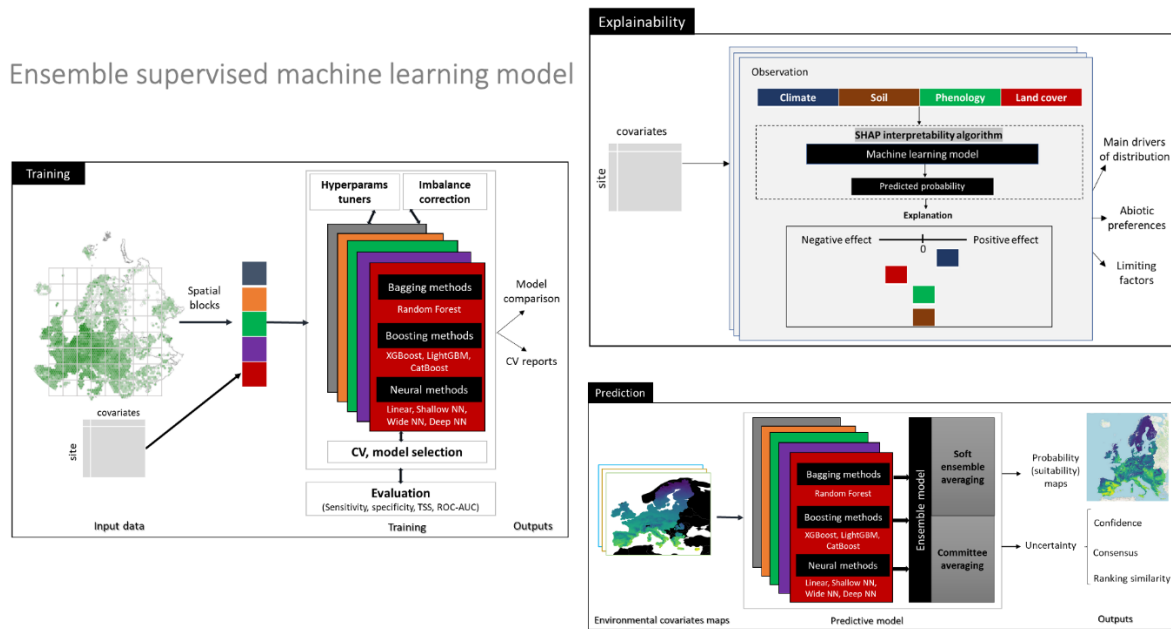 Ensemble supervised machine learning model
Training
Hyperparams
tuners
Imbalance
correction
Spatial
blocks
Bagging methods
Random Forest
Boosting methods
XGBoost, LightGBM,
CatBoost
Neural methods
Linear, Shallow NN,
Wide NN, Deep NN
Model
comparison
CV reports
covariates
site
CV, model selection
Evaluation
(Sensitivity, specificity, TSS, ROC-AUC)
Input data
Training
Outputs
Explainability
Observation
Climate
Soil
Phenology
Land cover
covariates
site
SHAP interpretability algorithm
Machine learning model
Predicted probability
Explanation
Negative effect
0
Positive effect
Main drivers
of distribution
Abiotic
preferences
Limiting
factors
Prediction
Bagging methods
Random Forest
Boosting methods
XGBoost, LightGBM,
CatBoost
Neural methods
Linear, Shallow NN,
Wide NN, Deep NN
Ensemble model
Soft
ensemble
averaging
Committee
averaging
Probability
(suitability)
maps
Uncertainty
Confidence
Consensus
Ranking similarity
Environmental covariates maps
Predictive model
Outputs